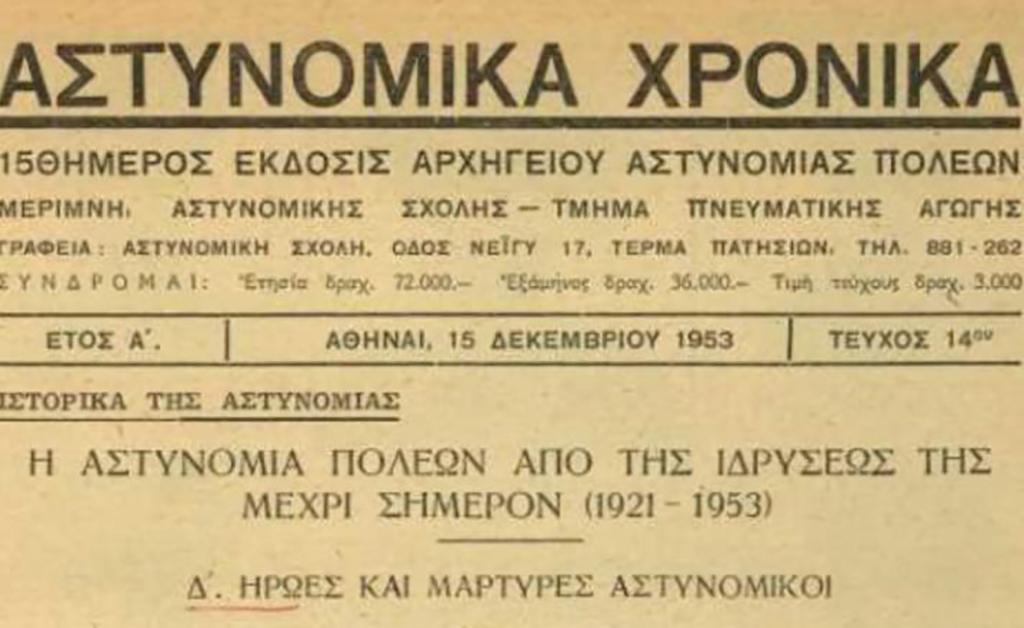 ΑΣΤΥΝΟΜΙΚΑ ΧΡΟΝΙΚΑ
15ΘΗΜΕΡΟΣ ΕΚΔΟΣΙΣ ΑΡΧΗΓΕΙΟΥ ΑΣΤΥΝΟΜΙΑΣ ΠΟΛΕΩΝ
ΜΕΡΙΜΝΗ: ΑΣΤΥΝΟΜΙΚΗΣ ΣΧΟΛΗΣ — ΤΜΗΜΑ ΠΝΕΥΜΑΤΙΚΗΣ ΑΓΩΓΗΣ
ΓΡΑΦΕΙΑ: ΑΣΤΥΝΟΜΙΚΗ ΣΧΟΛΗ, ΟΔΟΣ ΝΕΪΓΥ 17, ΤΕΡΜΑ ΠΑΤΗΣΙΩΝ. ΤΗΛ. 881-262
ΣΥΝΔΡΟΜΑΙ: Ἐτησία δραχ. 72.000.— Ἑξάμηνος δραχ. 36.000.— Τιμὴ τεύχους δραχ. 3.000
ΕΤΟΣ Α΄. ΑΘΗΝΑΙ, 15 ΔΕΚΕΜΒΡΙΟΥ 1953 ΤΕΥΧΟΣ 14ον
ΙΣΤΟΡΙΚΑ ΤΗΣ ΑΣΤΥΝΟΜΙΑΣ
Η ΑΣΤΥΝΟΜΙΑ ΠΟΛΕΩΝ ΑΠΟ ΤΗΣ ΙΔΡΥΣΕΩΣ ΤΗΣ
ΜΕΧΡΙ ΣΗΜΕΡΟΝ (1921 - 1953)
Δ΄. ΗΡΩΕΣ ΚΑΙ ΜΑΡΤΥΡΕΣ ΑΣΤΥΝΟΜΙΚΟΙ